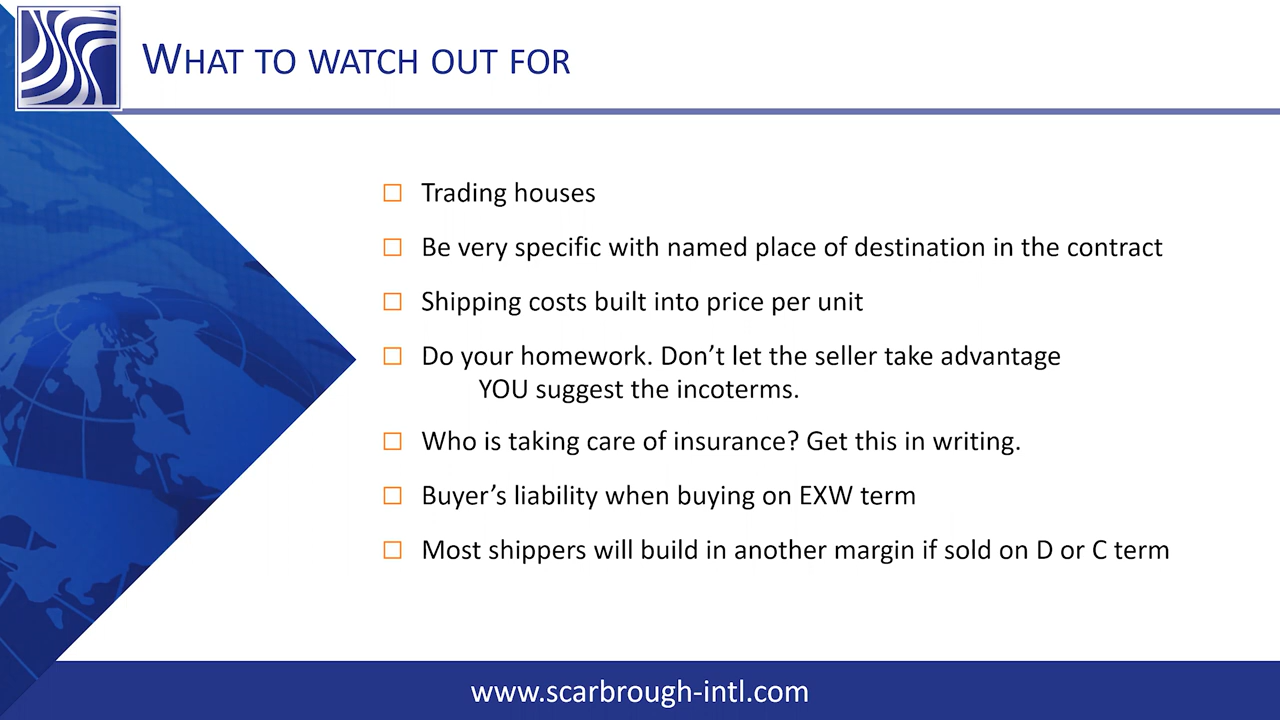 WHAT TO WATCH OUT FOR
Trading houses
Be very specific with named place of destination in the contract
Shipping costs built into price per unit
Do your homework. Don’t let the seller take advantage
YOU suggest the incoterms.
Who is taking care of insurance? Get this in writing.
Buyer’s liability when buying on EXW term
Most shippers will build in another margin if sold on D or C term
www.scarbrough-intl.com